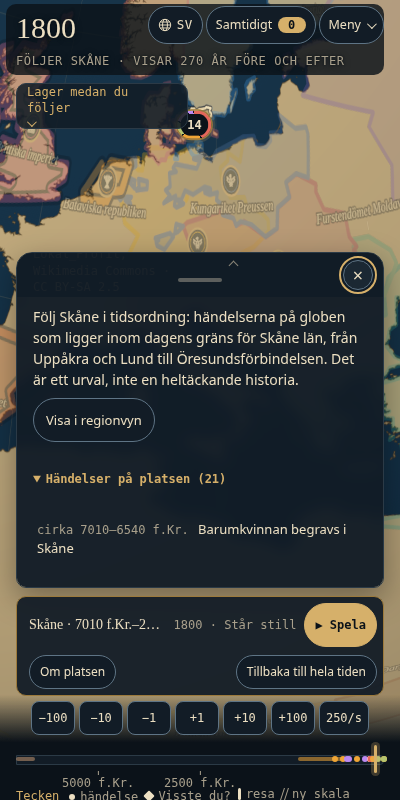 1800
SV
Samtidigt 0
Meny
FÖLJER SKÅNE · VISAR 270 ÅR FÖRE OCH EFTER
Lager medan du
följer
14
Bataviska republiken
Kungariket Preussen
Furstendömet Moldav
×
Följ Skåne i tidsordning: händelserna på globen
som ligger inom dagens gräns för Skåne län, från
Uppåkra och Lund till Öresundsförbindelsen. Det
är ett urval, inte en heltäckande historia.
Visa i regionvyn
▼ Händelser på platsen (21)
cirka 7010–6540 f.Kr. Barumkvinnan begravs i
Skåne
Skåne · 7010 f.Kr.–2… 1800 · Står still ▶ Spela
Om platsen
Tillbaka till hela tiden
−100 −10 −1 +1 +10 +100 250/s
5000 f.Kr. 2500 f.Kr.
Tecken ● händelse ◆ Visste du? resa // ny skala